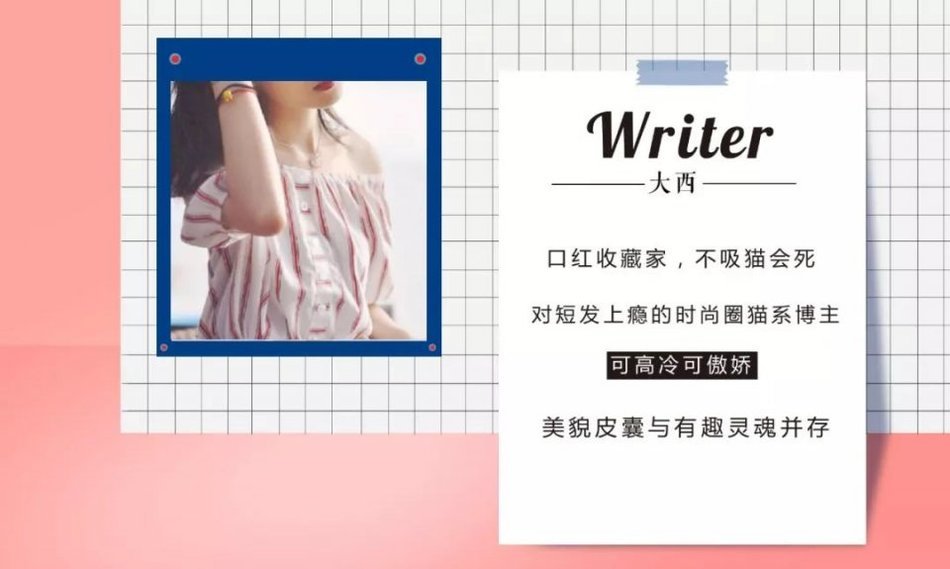 Writer
大西
口红收藏家，不吸猫会死
对短发上瘾的时尚圈猫系博主
可高冷可傲娇
美貌皮囊与有趣灵魂并存